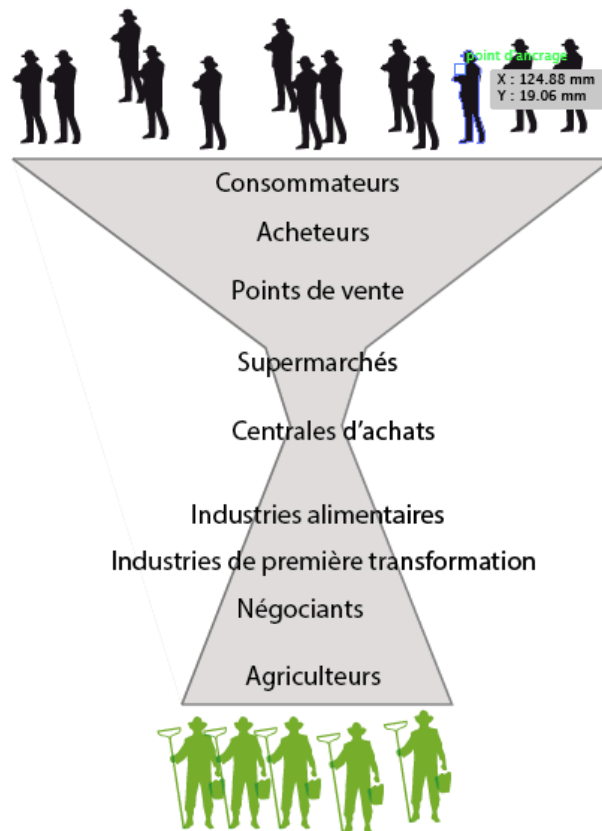 point d'ancrage
X : 124.88 mm
Y : 19.06 mm
Consommateurs
Acheteurs
Points de vente
Supermarchés
Centrales d'achats
Industries alimentaires
Industries de première transformation
Négociants
Agriculteurs